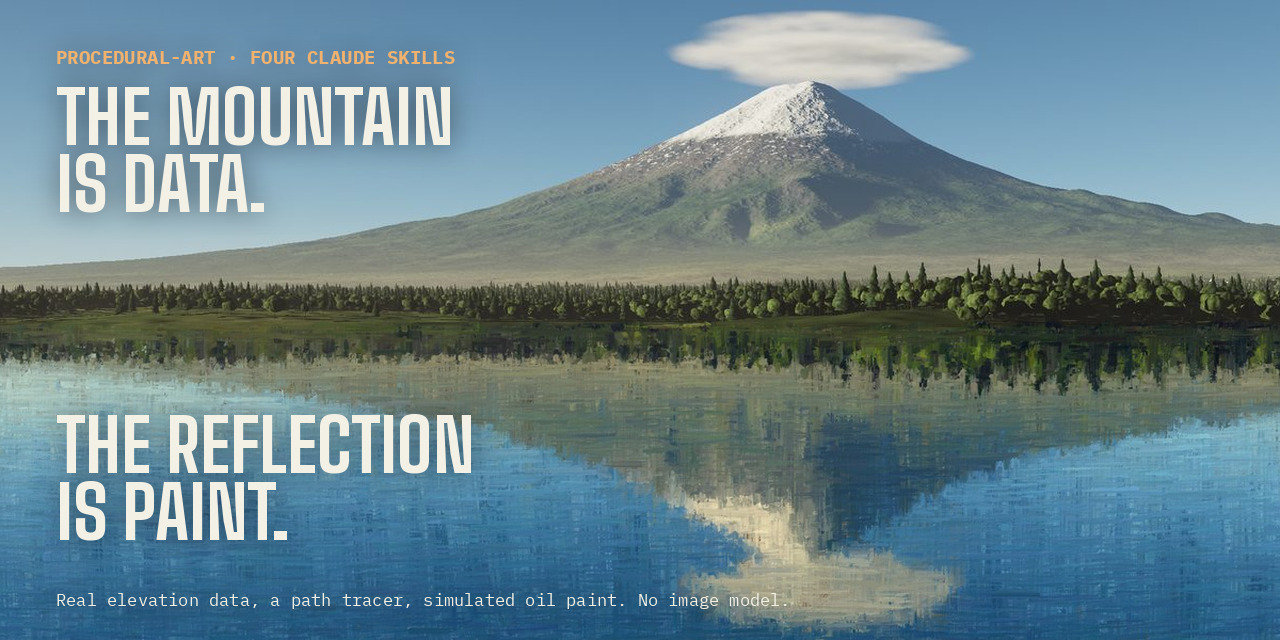 PROCEDURAL-ART · FOUR CLAUDE SKILLS
THE MOUNTAIN
IS DATA.
THE REFLECTION
IS PAINT.
Real elevation data, a path tracer, simulated oil paint. No image model.